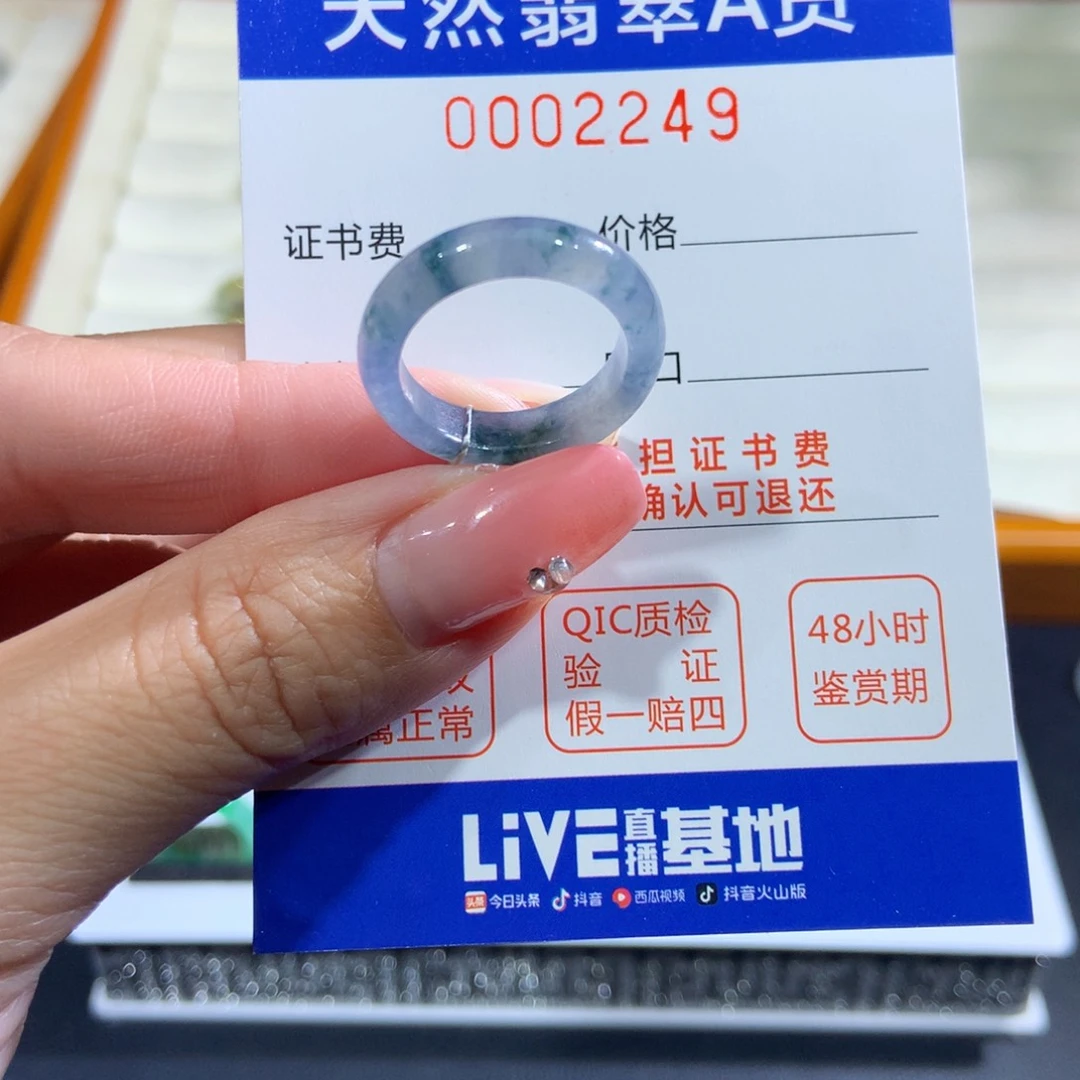 天然翡翠A货
0002249
证书费 价格
口
担证书费
确认可退还
属正常
QIC质检
验 证
假一赔四
48小时
鉴赏期
LiVE直播基地
头条 今日头条 抖音 西瓜视频 抖音火山版